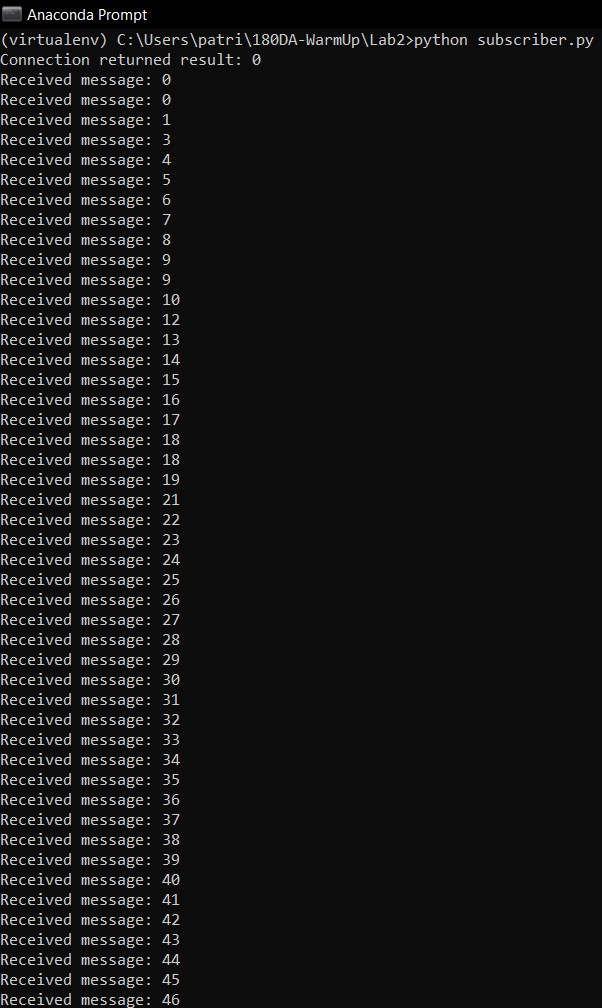 Anaconda Prompt
(virtualenv) C:\Users\patri\180DA-WarmUp\Lab2>python subscriber.py
Connection returned result: 0
Received message: 0
Received message: 0
Received message: 1
Received message: 3
Received message: 4
Received message: 5
Received message: 6
Received message: 7
Received message: 8
Received message: 9
Received message: 9
Received message: 10
Received message: 12
Received message: 13
Received message: 14
Received message: 15
Received message: 16
Received message: 17
Received message: 18
Received message: 18
Received message: 19
Received message: 21
Received message: 22
Received message: 23
Received message: 24
Received message: 25
Received message: 26
Received message: 27
Received message: 28
Received message: 29
Received message: 30
Received message: 31
Received message: 32
Received message: 33
Received message: 34
Received message: 35
Received message: 36
Received message: 37
Received message: 38
Received message: 39
Received message: 40
Received message: 41
Received message: 42
Received message: 43
Received message: 44
Received message: 45
Received message: 46